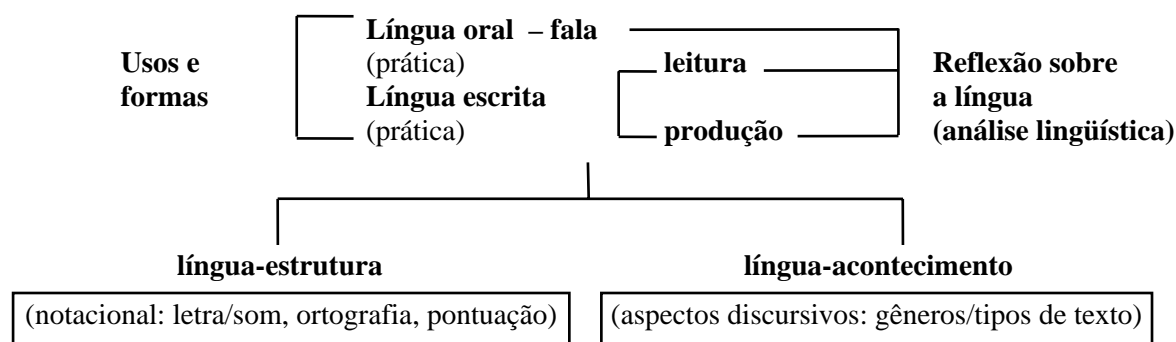 Língua oral – fala
Usos e
formas
(prática)
Língua escrita
(prática)
leitura
produção
Reflexão sobre
a língua
(análise lingüística)
língua-estrutura
língua-acontecimento
(notacional: letra/som, ortografia, pontuação)
(aspectos discursivos: gêneros/tipos de texto)